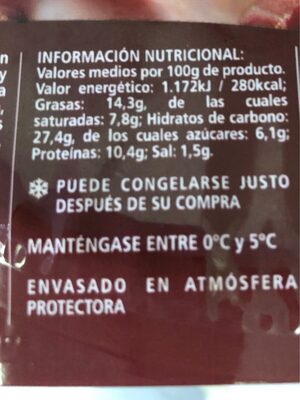 INFORMACIÓN NUTRICIONAL:
Valores medios por 100g de producto.
Valor energético: 1.172kJ / 280kcal;
Grasas: 14,3g, de las cuales
saturadas: 7,8g; Hidratos de carbono:
27,4g, de los cuales azúcares: 6,1g;
Proteínas: 10,4g; Sal: 1,5g.
PUEDE CONGELARSE JUSTO
DESPUÉS DE SU COMPRA
MANTÉNGASE ENTRE 0ºC y 5ºC
ENVASADO EN ATMÓSFERA
PROTECTORA